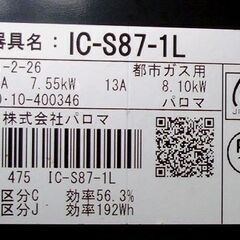 器具名: IC-S87-1L
-2-26 都市ガス用
A 7.55kW 13A 8.10kW
0-10-400346 パロマ
株式会社パロマ
475 IC-S87-1L
区分C 効率56.3%
区分J 効率192Wh